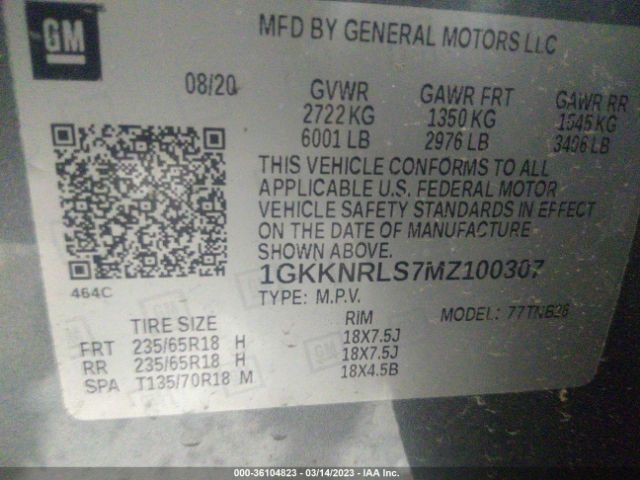 GM
MFD BY GENERAL MOTORS LLC
08/20 GVWR GAWR FRT GAWR RR
2722 KG 1350 KG 1545 KG
6001 LB 2976 LB 3406 LB
THIS VEHICLE CONFORMS TO ALL
APPLICABLE U.S. FEDERAL MOTOR
VEHICLE SAFETY STANDARDS IN EFFECT
ON THE DATE OF MANUFACTURE
SHOWN ABOVE.
464C
1GKKNRLS7MZ100307
TYPE: M.P.V. MODEL: 77TNB26
TIRE SIZE RIM
FRT 235/65R18 H 18X7.5J
RR 235/65R18 H 18X7.5J
SPA T135/70R18 M 18X4.5B
GM
000-36104823 — 03/14/2023 — IAA Inc.